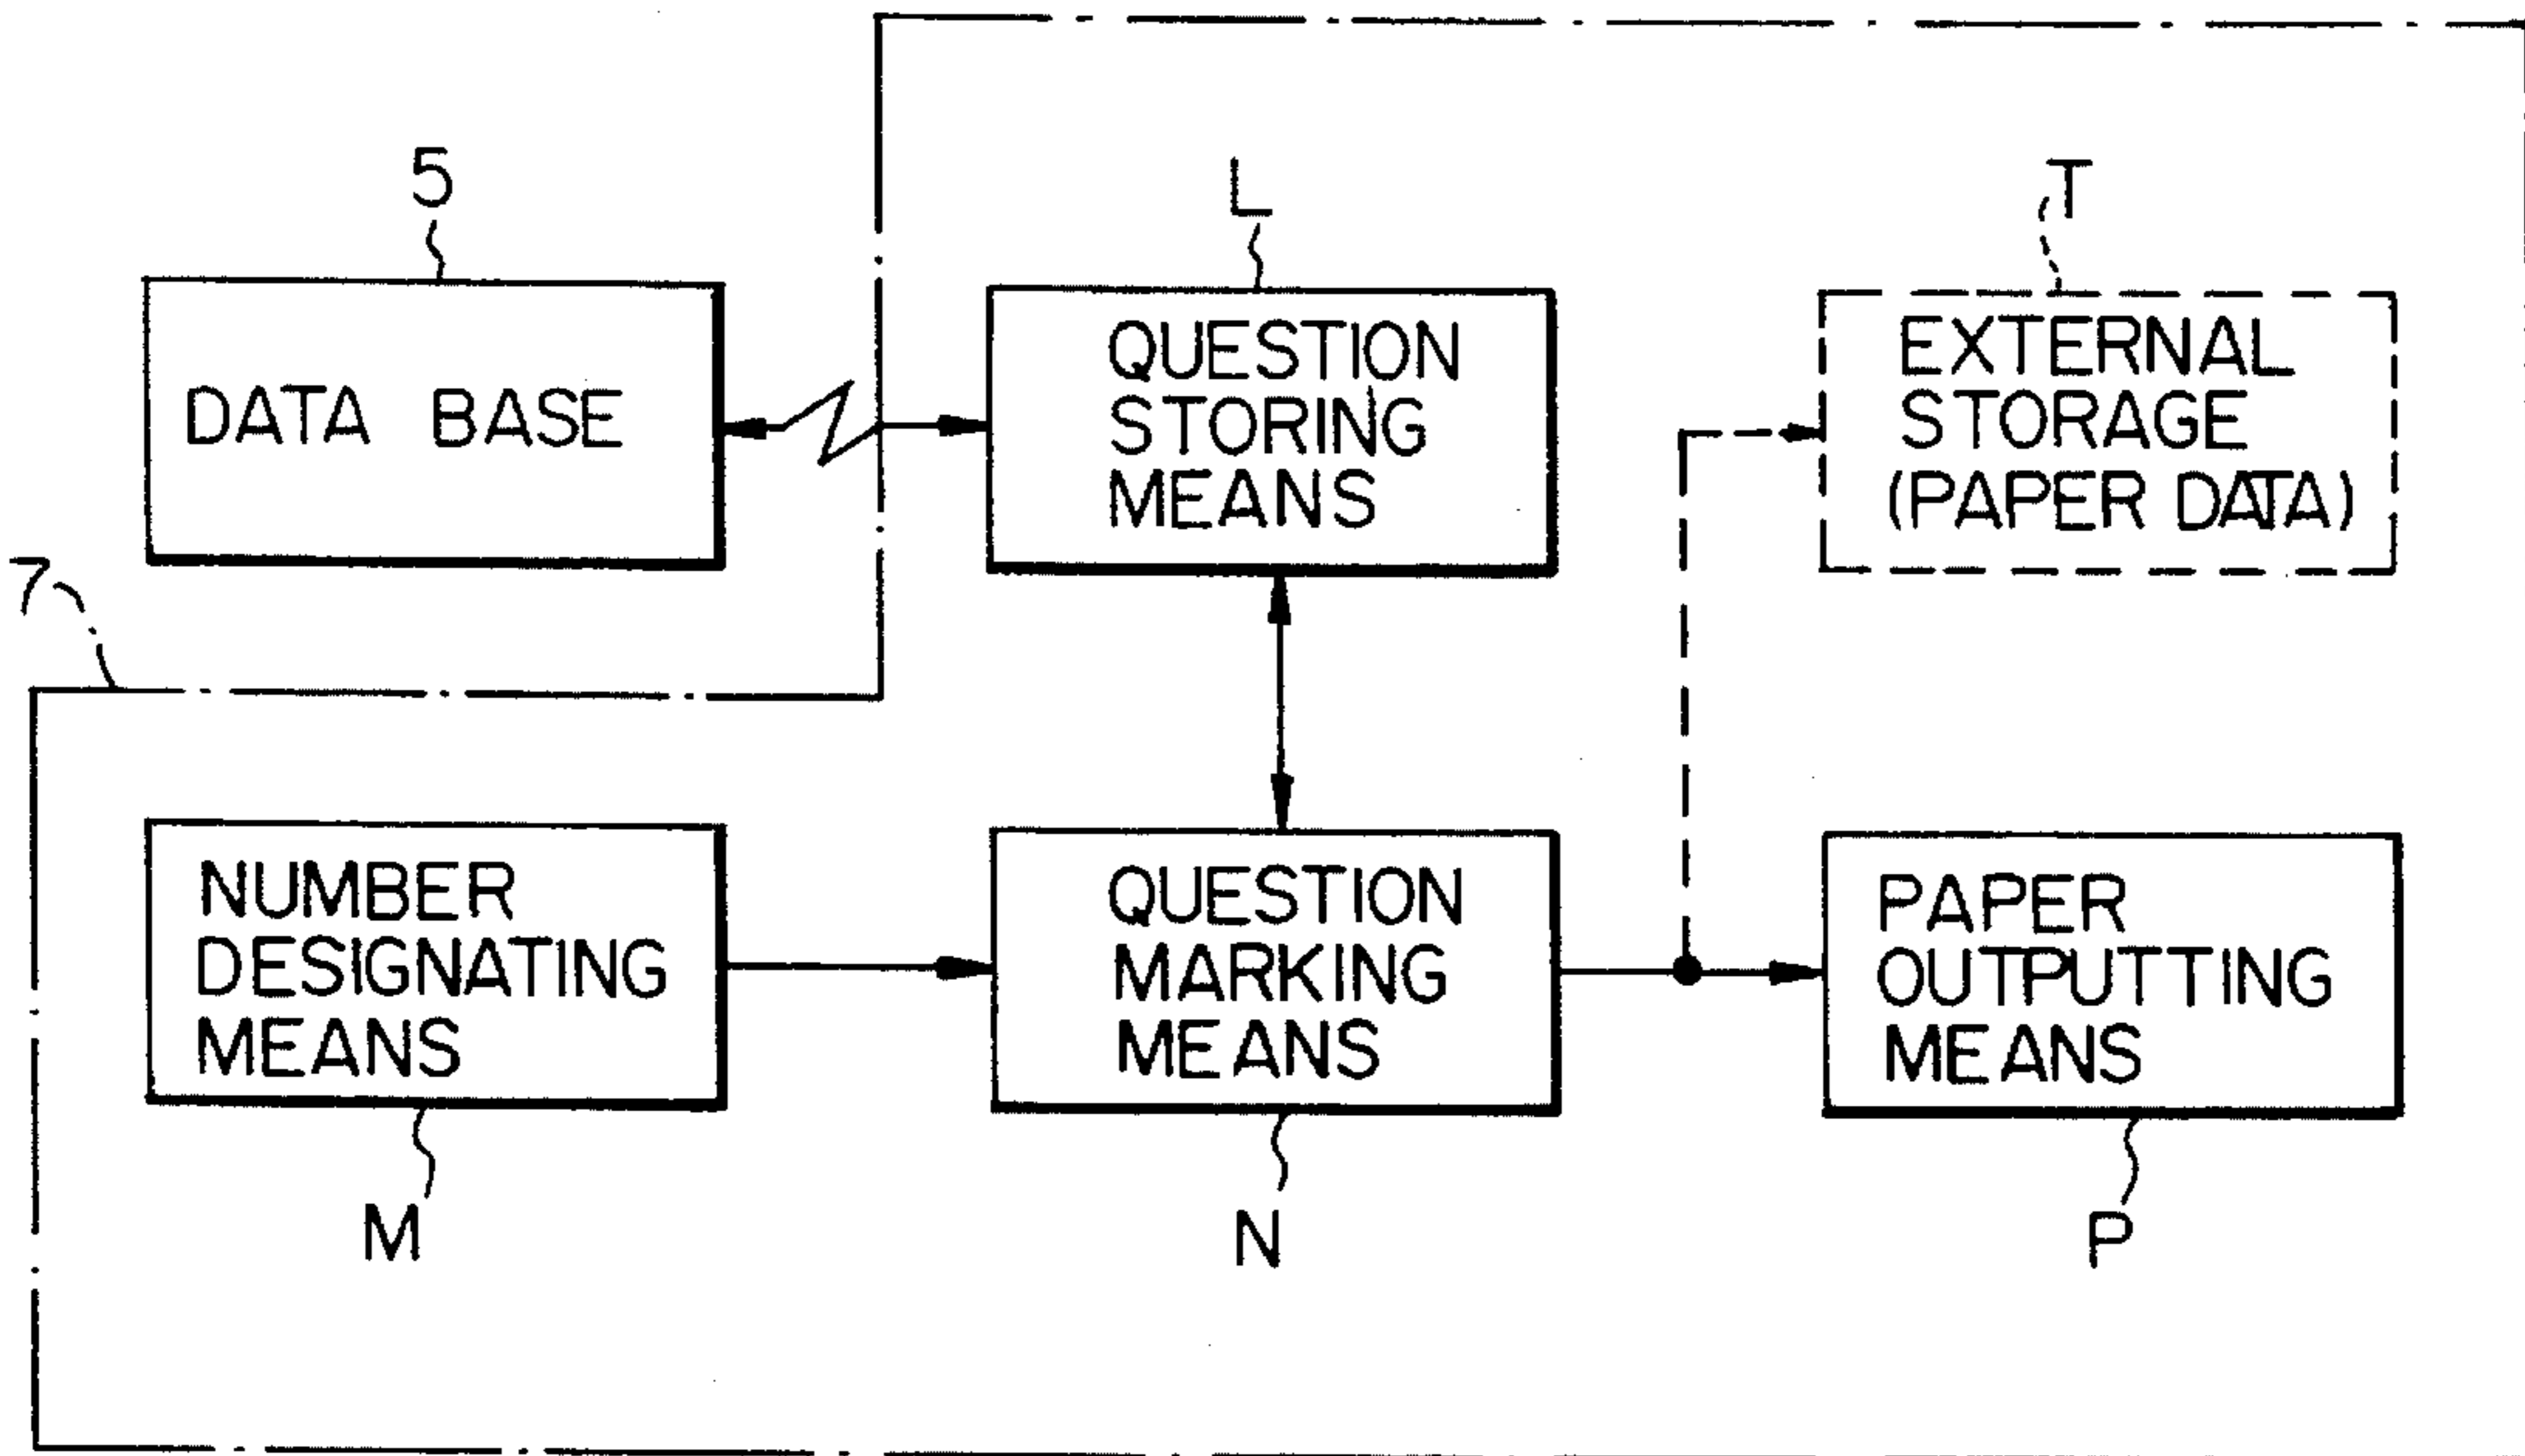 5
DATA BASE
L
QUESTION
STORING
MEANS
T
EXTERNAL
STORAGE
(PAPER DATA)
7
NUMBER
DESIGNATING
MEANS
M
QUESTION
MARKING
MEANS
N
PAPER
OUTPUTTING
MEANS
P